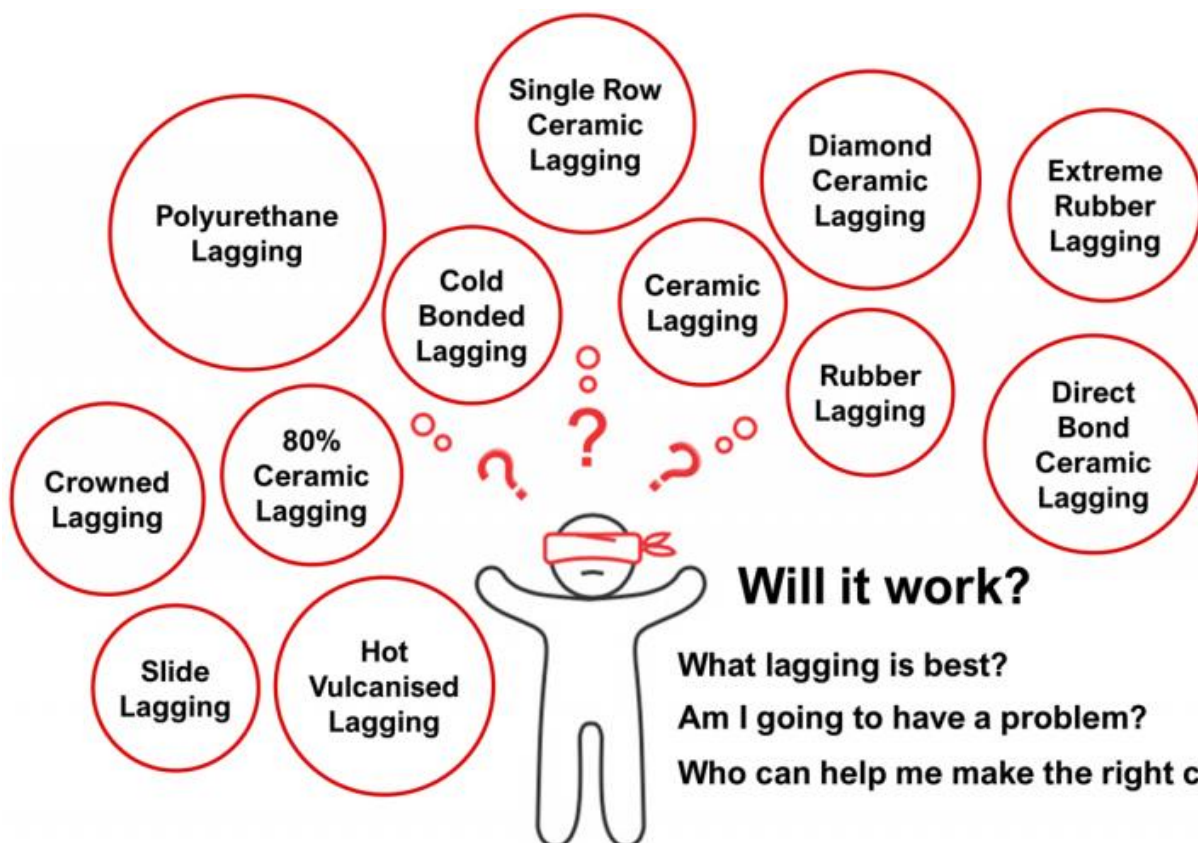 Single Row
Ceramic
Lagging
Diamond
Ceramic
Lagging
Extreme
Rubber
Lagging
Polyurethane
Lagging
Cold
Bonded
Lagging
Ceramic
Lagging
Rubber
Lagging
Direct
Bond
Ceramic
Lagging
Crowned
Lagging
80%
Ceramic
Lagging
? ? ?
Slide
Lagging
Hot
Vulcanised
Lagging
Will it work?
What lagging is best?
Am I going to have a problem?
Who can help me make the right